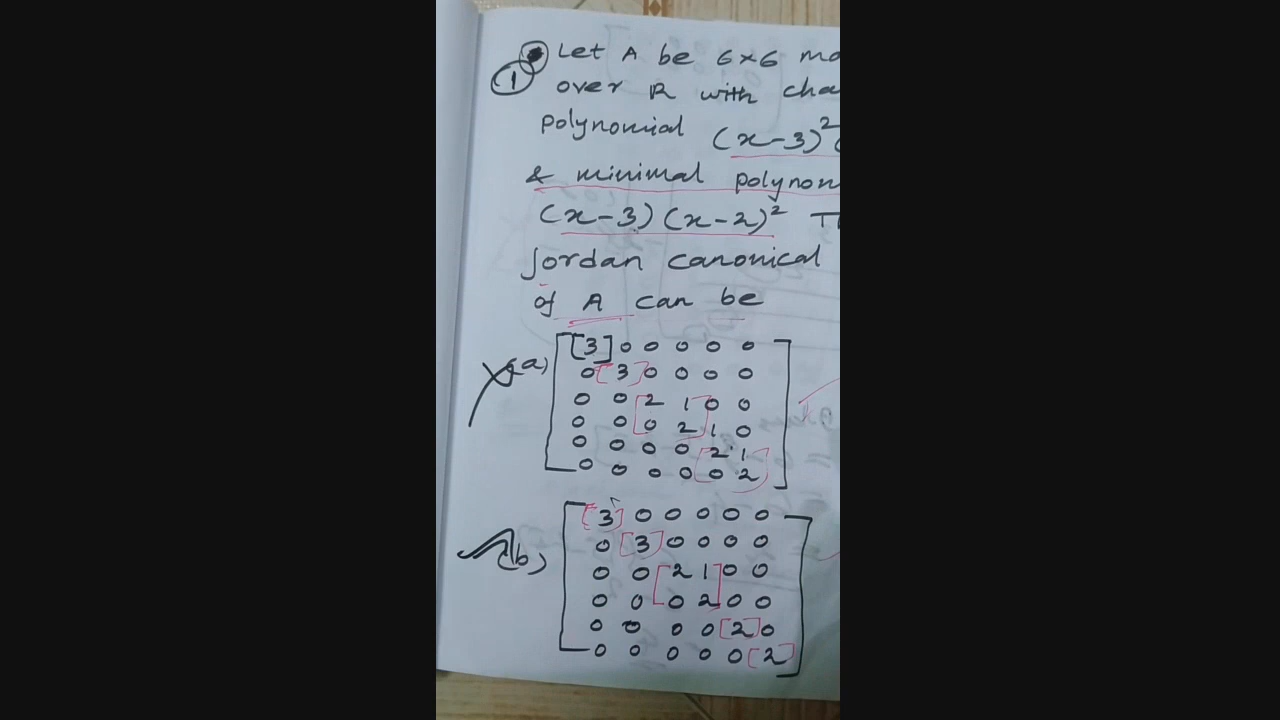 ① Let A be 6×6 ma
over R with cha
polynomial (x-3)²(
& minimal polynom
(x-3)(x-2)² T
Jordan canonical
of A can be
(a) [3] 0 0 0 0 0
0 [3] 0 0 0 0
0 0 2 1 0 0
0 0 0 2 1 0
0 0 0 0 2 1
0 0 0 0 0 2
(b) [3] 0 0 0 0 0
0 [3] 0 0 0 0
0 0 2 1 0 0
0 0 0 2 0 0
0 0 0 0 [2] 0
0 0 0 0 0 [2]